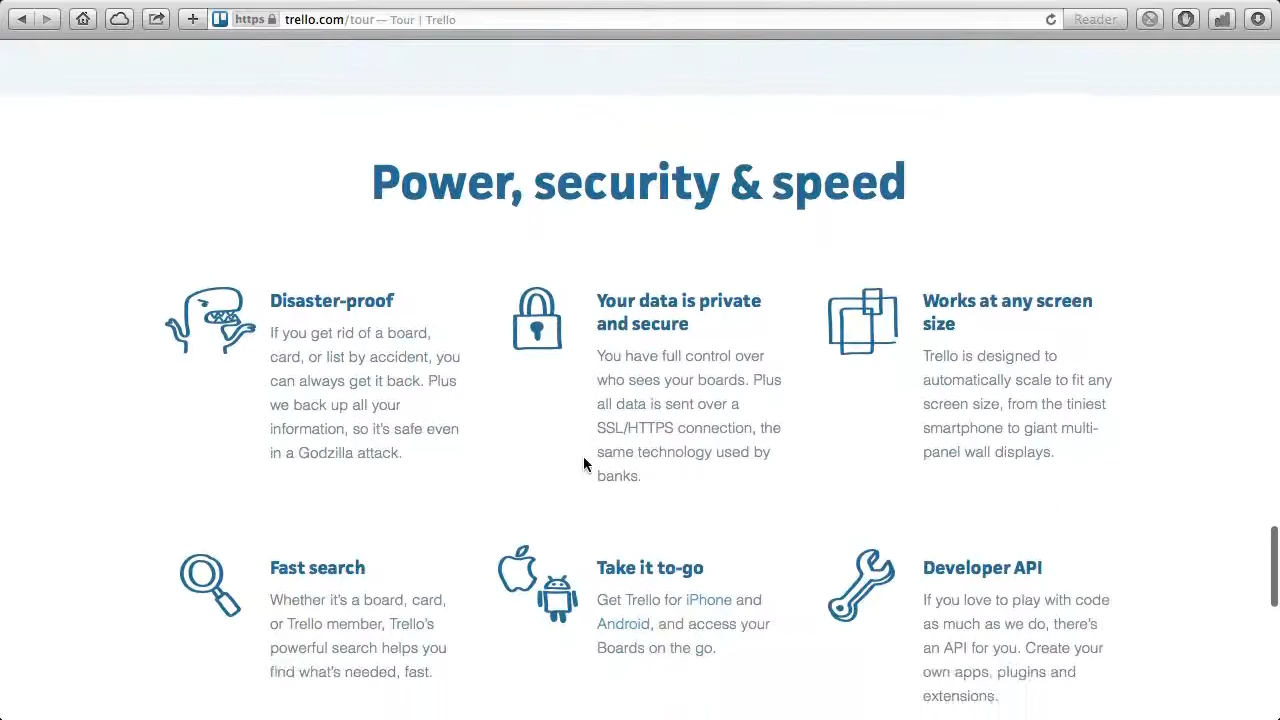 https trello.com/tour — Tour | Trello
Reader
Power, security & speed
Disaster-proof
If you get rid of a board,
card, or list by accident, you
can always get it back. Plus
we back up all your
information, so it's safe even
in a Godzilla attack.
Your data is private
and secure
You have full control over
who sees your boards. Plus
all data is sent over a
SSL/HTTPS connection, the
same technology used by
banks.
Works at any screen
size
Trello is designed to
automatically scale to fit any
screen size, from the tiniest
smartphone to giant multi-
panel wall displays.
Fast search
Whether it's a board, card,
or Trello member, Trello's
powerful search helps you
find what's needed, fast.
Take it to-go
Get Trello for iPhone and
Android, and access your
Boards on the go.
Developer API
If you love to play with code
as much as we do, there's
an API for you. Create your
own apps, plugins and
extensions.